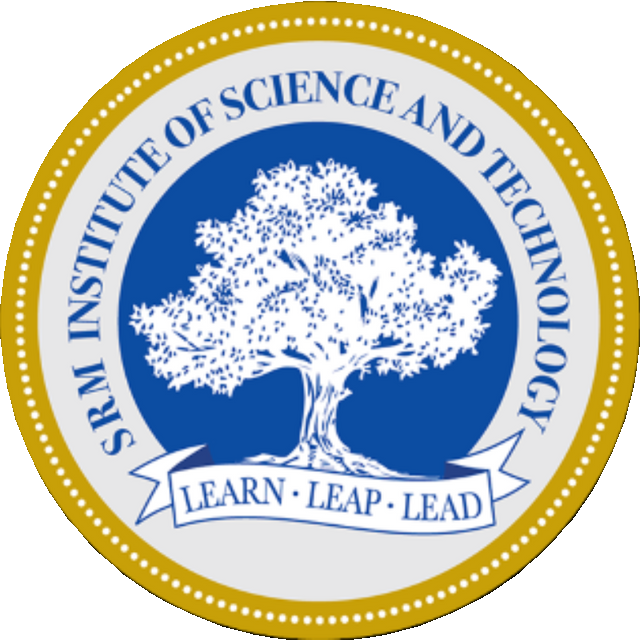 SRM INSTITUTE OF SCIENCE AND TECHNOLOGY
LEARN · LEAP · LEAD